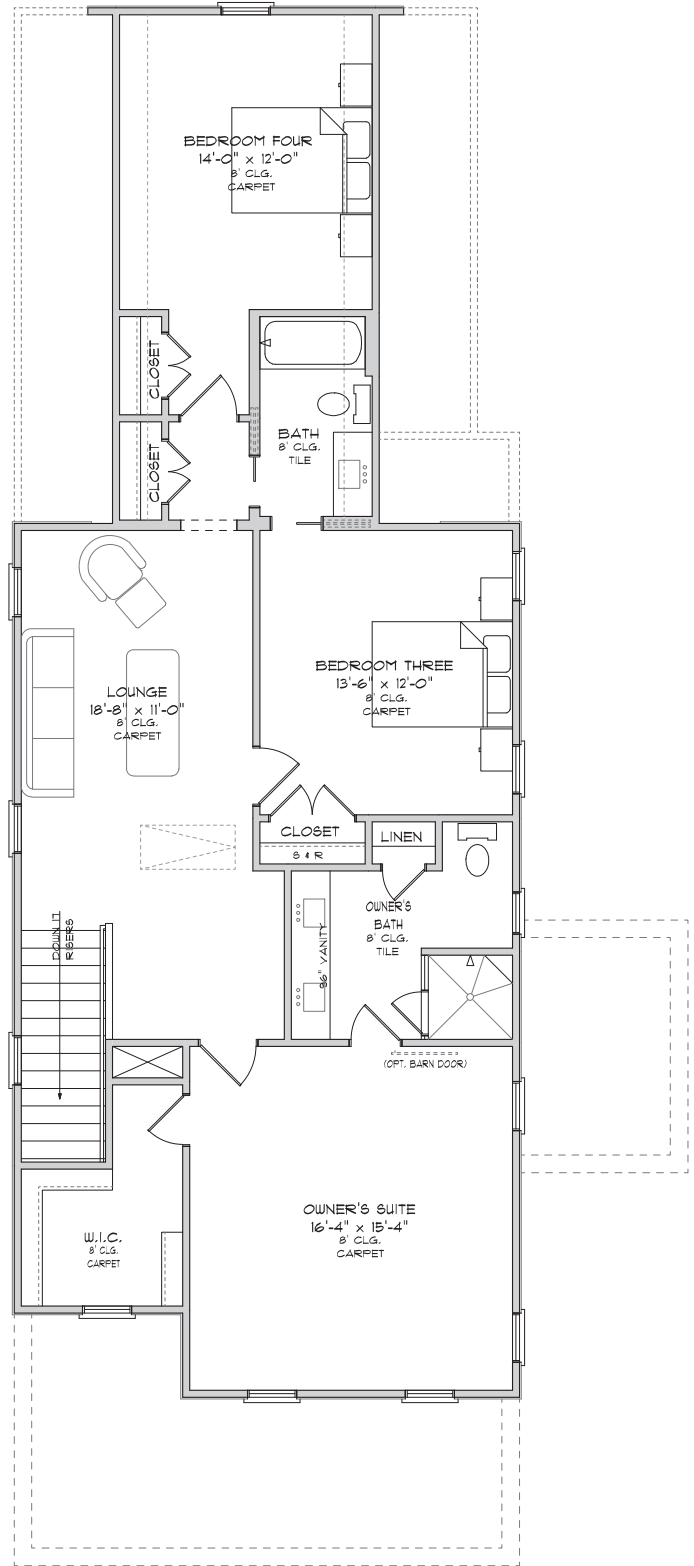 BEDROOM FOUR
14'-0" x 12'-0"
8' CLG.
CARPET
CLOSET
BATH
8' CLG.
TILE
CLOSET
BEDROOM THREE
13'-6" x 12'-0"
8' CLG.
CARPET
LOUNGE
18'-8" x 11'-0"
8' CLG.
CARPET
CLOSET
S & R
LINEN
OWNER'S
BATH
8' CLG.
TILE
36" VANITY
DOWN 17
RISERS
(OPT. BARN DOOR)
OWNER'S SUITE
16'-4" x 15'-4"
8' CLG.
CARPET
W.I.C.
8' CLG.
CARPET